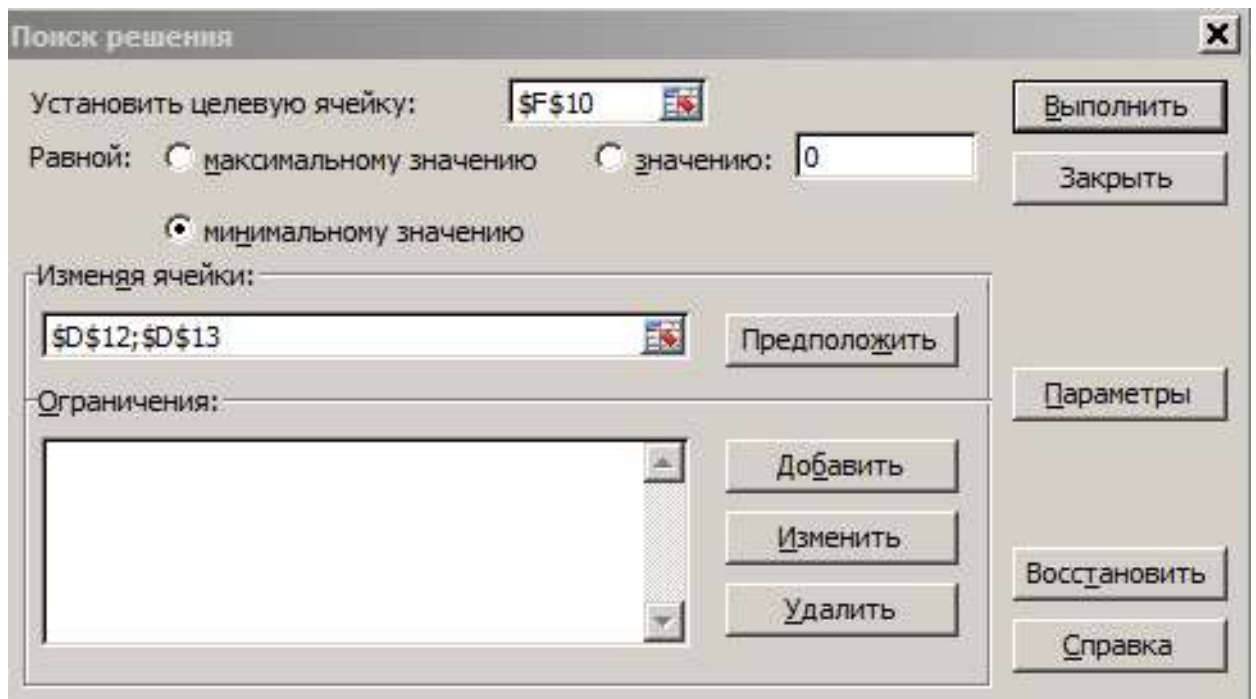 Поиск решения
Установить целевую ячейку: $F$10
Выполнить
Равной: максимальному значению значению: 0
Закрыть
минимальному значению
Изменяя ячейки:
$D$12;$D$13
Предположить
Параметры
Ограничения:
Добавить
Изменить
Удалить
Восстановить
Справка